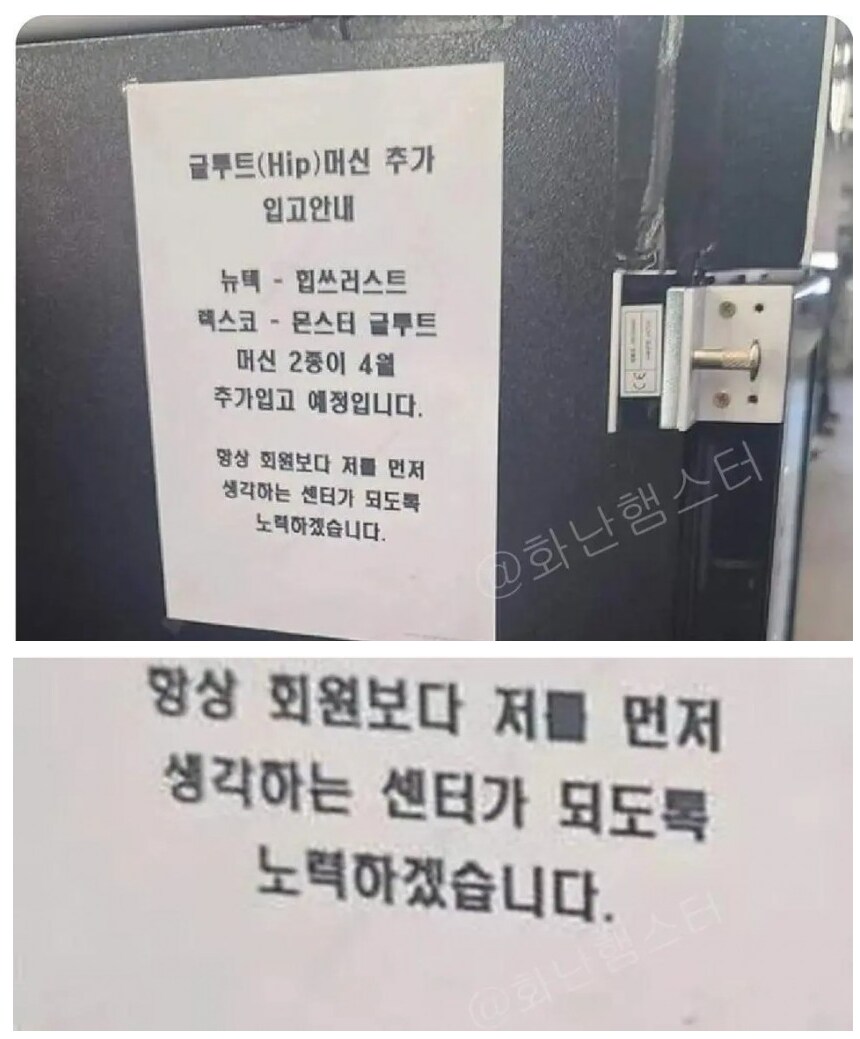 글루트(Hip)머신 추가
입고안내
뉴텍 - 힙쓰러스트
렉스코 - 몬스터 글루트
머신 2종이 4월
추가입고 예정입니다.
항상 회원보다 저를 먼저
생각하는 센터가 되도록
노력하겠습니다.
CE
@화난햄스터
항상 회원보다 저를 먼저
생각하는 센터가 되도록
노력하겠습니다.
@화난햄스터